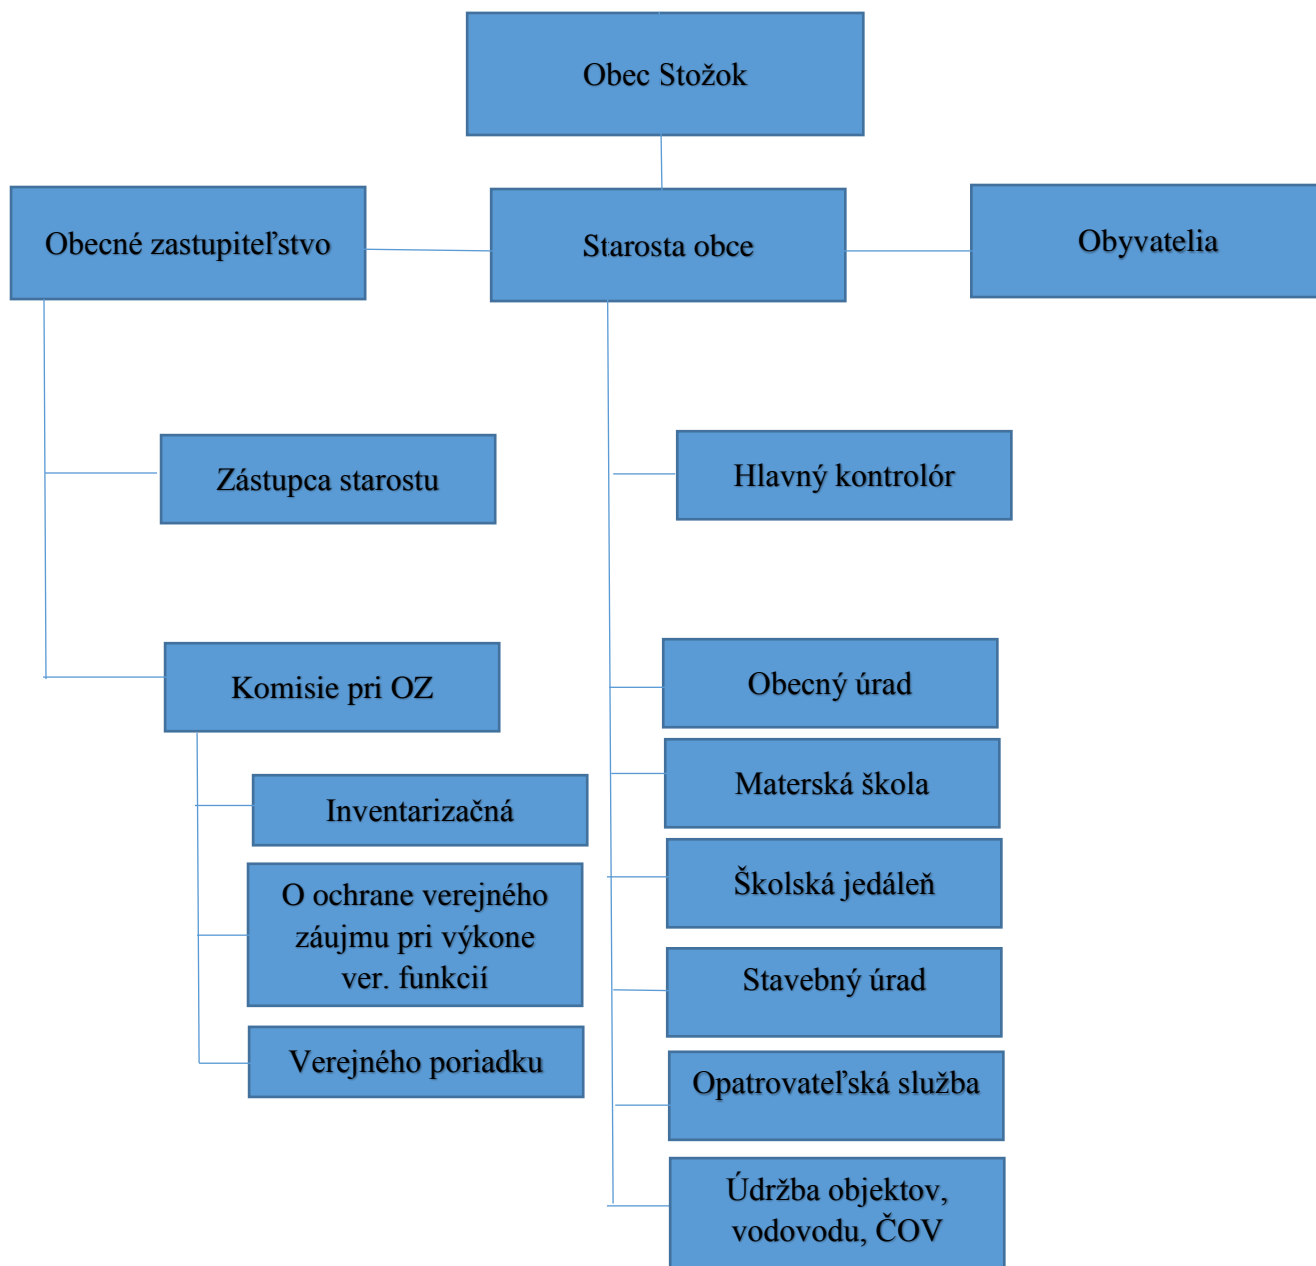 Obec Stožok
Obecné zastupiteľstvo
Starosta obce
Obyvatelia
Zástupca starostu
Hlavný kontrolór
Komisie pri OZ
Obecný úrad
Materská škola
Inventarizačná
Školská jedáleň
O ochrane verejného
záujmu pri výkone
ver. funkcií
Stavebný úrad
Verejného poriadku
Opatrovateľská služba
Údržba objektov,
vodovodu, ČOV